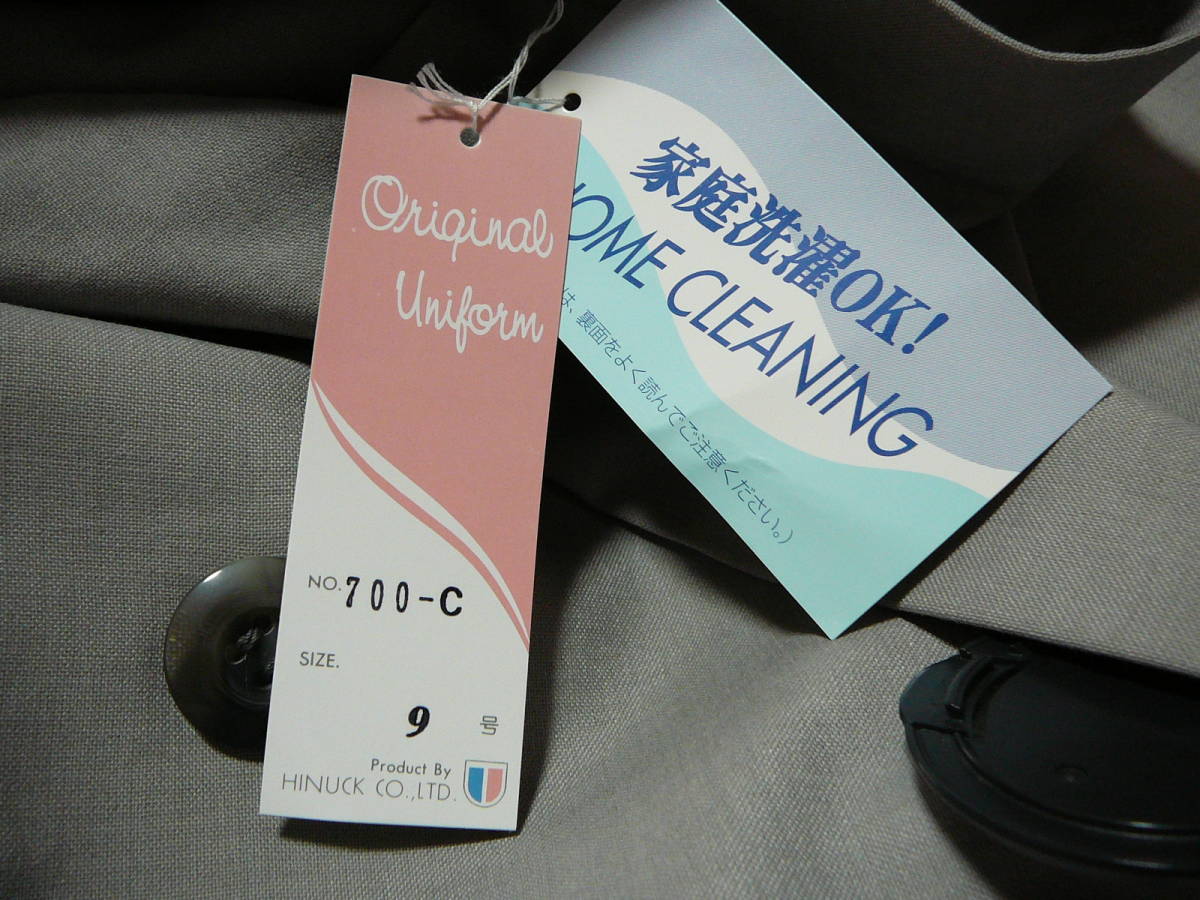 Original
Uniform
NO. 700-C
SIZE.
9 号
Product By
HINUCK CO.,LTD.
家庭洗濯OK!
HOME CLEANING
は、裏面をよく読んでご注意ください。)